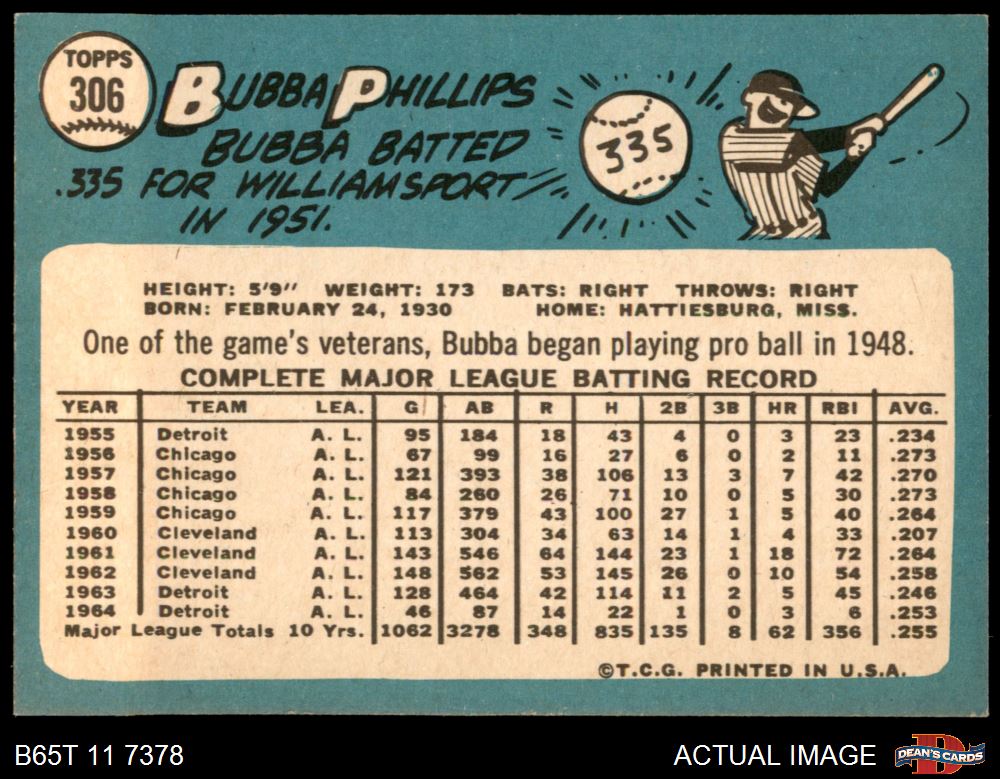 TOPPS
306
BUBBA PHILLIPS
BUBBA BATTED
.335 FOR WILLIAMSPORT
IN 1951.
335
HEIGHT: 5'9" WEIGHT: 173 BATS: RIGHT THROWS: RIGHT
BORN: FEBRUARY 24, 1930 HOME: HATTIESBURG, MISS.
One of the game's veterans, Bubba began playing pro ball in 1948.
COMPLETE MAJOR LEAGUE BATTING RECORD
YEAR TEAM LEA. G AB R H 2B 3B HR RBI AVG.
1955 Detroit A. L. 95 184 18 43 4 0 3 23 .234
1956 Chicago A. L. 67 99 16 27 6 0 2 11 .273
1957 Chicago A. L. 121 393 38 106 13 3 7 42 .270
1958 Chicago A. L. 84 260 26 71 10 0 5 30 .273
1959 Chicago A. L. 117 379 43 100 27 1 5 40 .264
1960 Cleveland A. L. 113 304 34 63 14 1 4 33 .207
1961 Cleveland A. L. 143 546 64 144 23 1 18 72 .264
1962 Cleveland A. L. 148 562 53 145 26 0 10 54 .258
1963 Detroit A. L. 128 464 42 114 11 2 5 45 .246
1964 Detroit A. L. 46 87 14 22 1 0 3 6 .253
Major League Totals 10 Yrs. 1062 3278 348 835 135 8 62 356 .255
©T.C.G. PRINTED IN U.S.A.
B65T 11 7378
ACTUAL IMAGE
DEAN'S CARDS